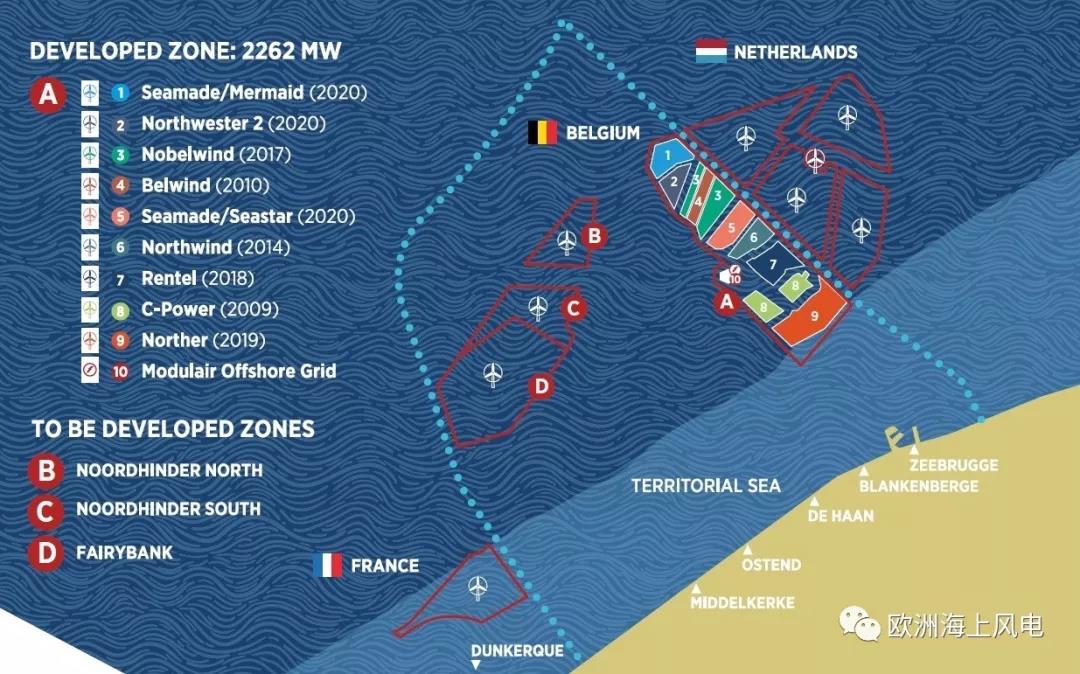 DEVELOPED ZONE: 2262 MW
A
1 Seamade/Mermaid (2020)
2 Northwester 2 (2020)
3 Nobelwind (2017)
4 Belwind (2010)
5 Seamade/Seastar (2020)
6 Northwind (2014)
7 Rentel (2018)
8 C-Power (2009)
9 Norther (2019)
10 Modulair Offshore Grid
TO BE DEVELOPED ZONES
B NOORDHINDER NORTH
C NOORDHINDER SOUTH
D FAIRYBANK
NETHERLANDS
BELGIUM
1
2
3
4
3
5
6
7
8
8
9
10
A
B
C
D
TERRITORIAL SEA
ZEEBRUGGE
BLANKENBERGE
DE HAAN
OSTEND
MIDDELKERKE
FRANCE
DUNKERQUE
欧洲海上风电